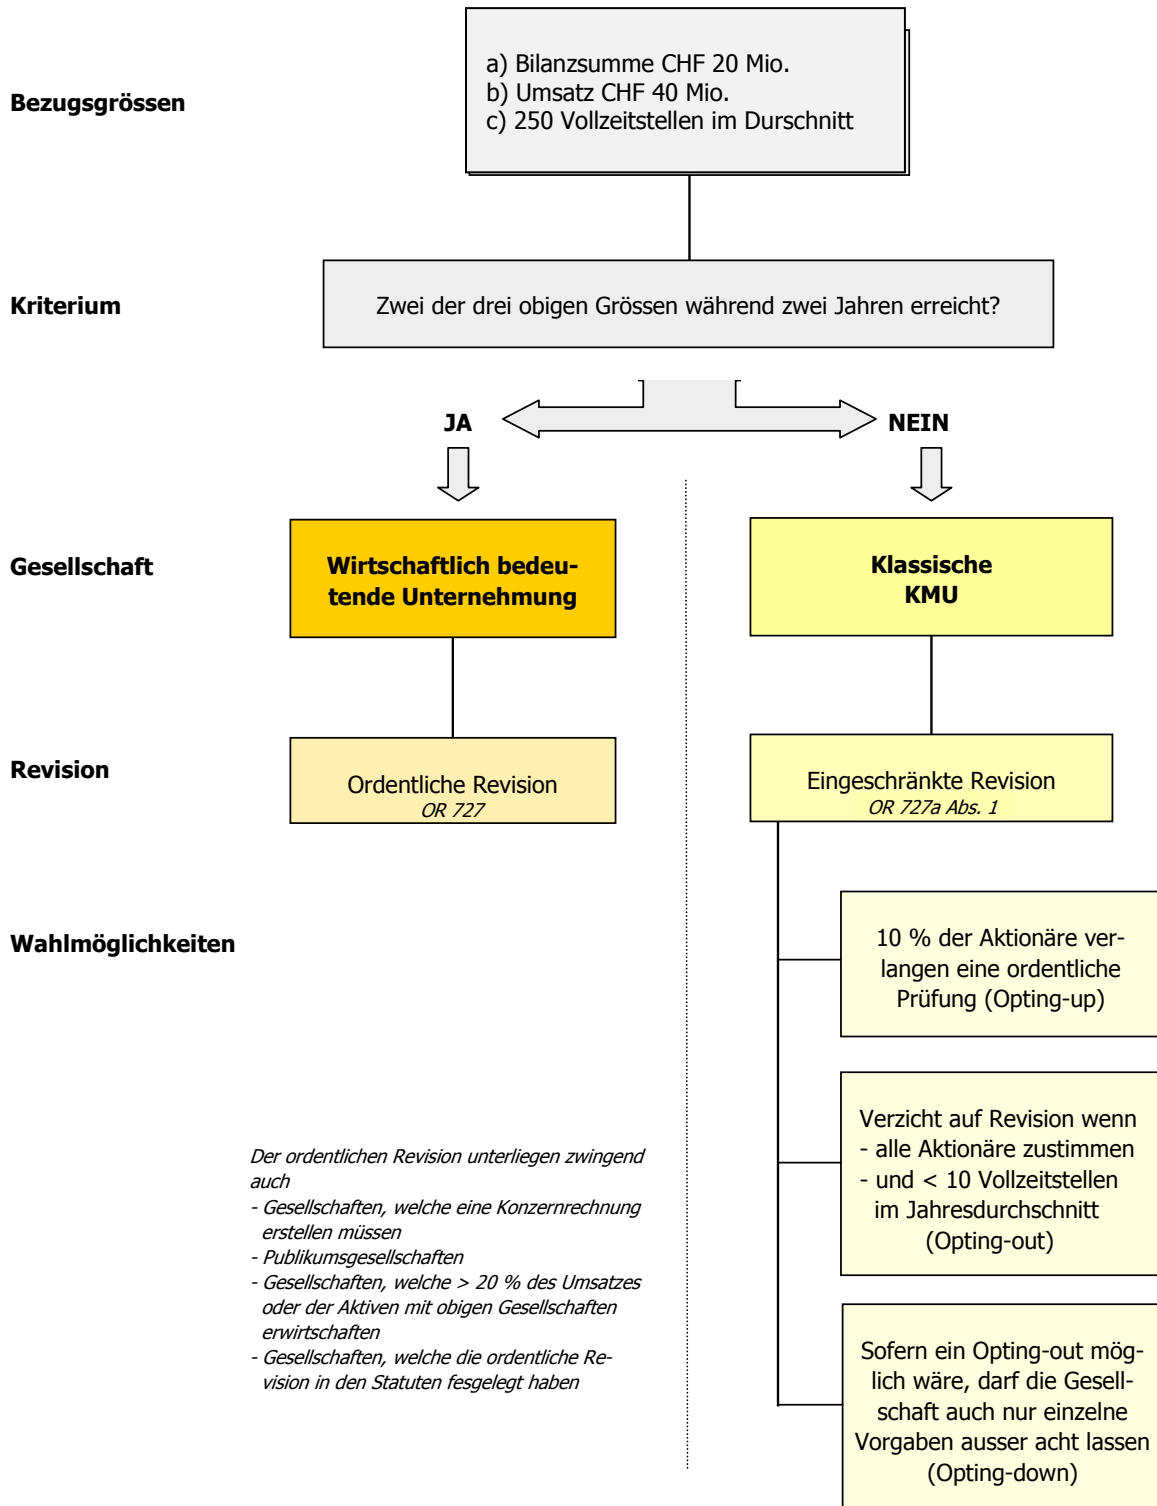 Bezugsgrössen
a) Bilanzsumme CHF 20 Mio.
b) Umsatz CHF 40 Mio.
c) 250 Vollzeitstellen im Durschnitt
Kriterium
Zwei der drei obigen Grössen während zwei Jahren erreicht?
JA
NEIN
Gesellschaft
Wirtschaftlich bedeu-
tende Unternehmung
Klassische
KMU
Revision
Ordentliche Revision
OR 727
Eingeschränkte Revision
OR 727a Abs. 1
Wahlmöglichkeiten
10 % der Aktionäre ver-
langen eine ordentliche
Prüfung (Opting-up)
Verzicht auf Revision wenn
- alle Aktionäre zustimmen
- und < 10 Vollzeitstellen
im Jahresdurchschnitt
(Opting-out)
Der ordentlichen Revision unterliegen zwingend
auch
- Gesellschaften, welche eine Konzernrechnung
erstellen müssen
- Publikumsgesellschaften
- Gesellschaften, welche > 20 % des Umsatzes
oder der Aktiven mit obigen Gesellschaften
erwirtschaften
- Gesellschaften, welche die ordentliche Re-
vision in den Statuten fesgelegt haben
Sofern ein Opting-out mög-
lich wäre, darf die Gesell-
schaft auch nur einzelne
Vorgaben ausser acht lassen
(Opting-down)